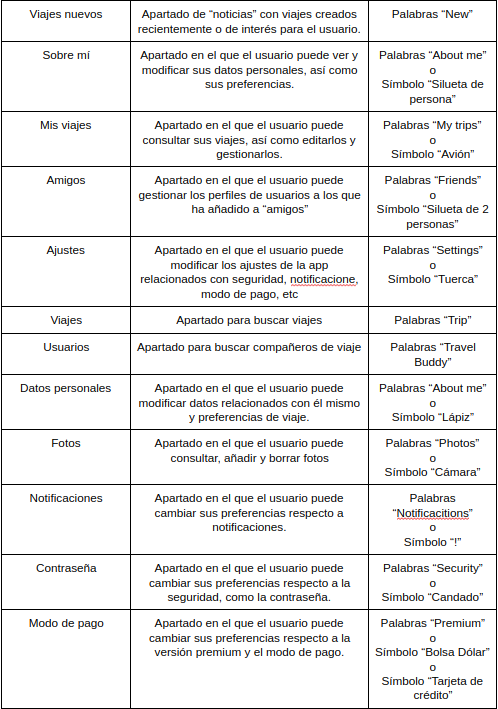 Viajes nuevos
Apartado de “noticias” con viajes creados
recientemente o de interés para el usuario.
Palabras “New”
Sobre mí
Apartado en el que el usuario puede ver y
modificar sus datos personales, así como
sus preferencias.
Palabras “About me”
o
Símbolo “Silueta de
persona”
Mis viajes
Apartado en el que el usuario puede
consultar sus viajes, así como editarlos y
gestionarlos.
Palabras “My trips”
o
Símbolo “Avión”
Amigos
Apartado en el que el usuario puede
gestionar los perfiles de usuarios a los que
ha añadido a “amigos”
Palabras “Friends”
o
Símbolo “Silueta de 2
personas”
Ajustes
Apartado en el que el usuario puede
modificar los ajustes de la app
relacionados con seguridad, notificacione,
modo de pago, etc
Palabras “Settings”
o
Símbolo “Tuerca”
Viajes
Apartado para buscar viajes
Palabras “Trip”
Usuarios
Apartado para buscar compañeros de viaje
Palabras “Travel
Buddy”
Datos personales
Apartado en el que el usuario puede
modificar datos relacionados con él mismo
y preferencias de viaje.
Palabras “About me”
o
Símbolo “Lápiz”
Fotos
Apartado en el que el usuario puede
consultar, añadir y borrar fotos
Palabras “Photos”
o
Símbolo “Cámara”
Notificaciones
Apartado en el que el usuario puede
cambiar sus preferencias respecto a
notificaciones.
Palabras
“Notificacitions”
o
Símbolo “!”
Contraseña
Apartado en el que el usuario puede
cambiar sus preferencias respecto a la
seguridad, como la contraseña.
Palabras “Security”
o
Símbolo “Candado”
Modo de pago
Apartado en el que el usuario puede
cambiar sus preferencias respecto a la
versión premium y el modo de pago.
Palabras “Premium”
o
Símbolo “Bolsa Dólar”
o
Símbolo “Tarjeta de
crédito”